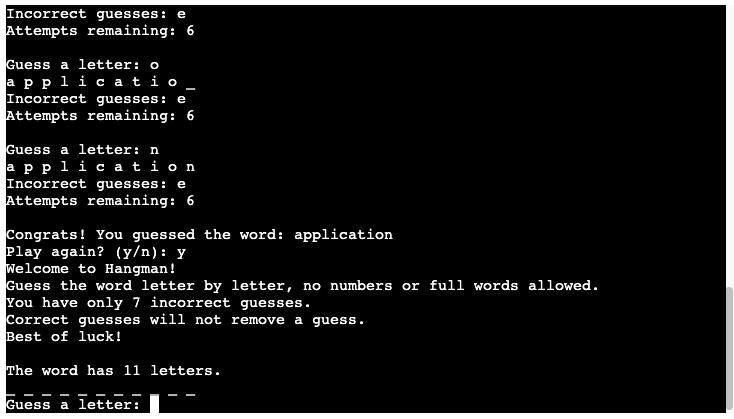 Incorrect guesses: e
Attempts remaining: 6
Guess a letter: o
a p p l i c a t i o _
Incorrect guesses: e
Attempts remaining: 6
Guess a letter: n
a p p l i c a t i o n
Incorrect guesses: e
Attempts remaining: 6
Congrats! You guessed the word: application
Play again? (y/n): y
Welcome to Hangman!
Guess the word letter by letter, no numbers or full words allowed.
You have only 7 incorrect guesses.
Correct guesses will not remove a guess.
Best of luck!
The word has 11 letters.
_ _ _ _ _ _ _ _ _ _ _
Guess a letter: